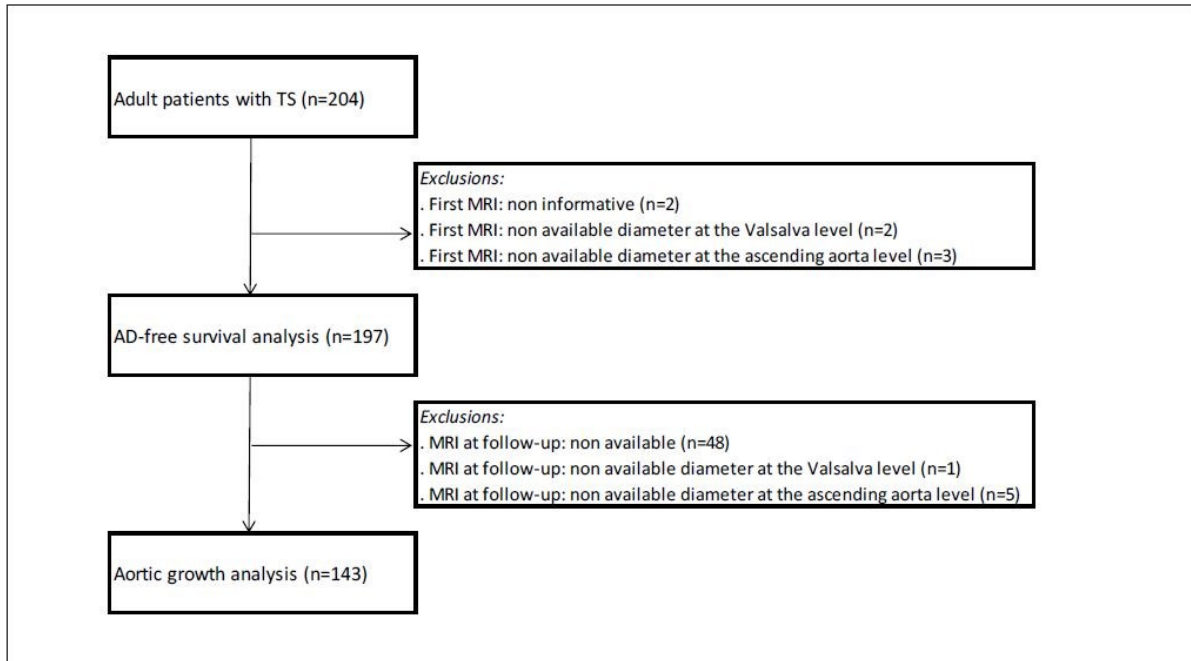 Adult patients with TS (n=204)
Exclusions:
. First MRI: non informative (n=2)
. First MRI: non available diameter at the Valsalva level (n=2)
. First MRI: non available diameter at the ascending aorta level (n=3)
AD-free survival analysis (n=197)
Exclusions:
. MRI at follow-up: non available (n=48)
. MRI at follow-up: non available diameter at the Valsalva level (n=1)
. MRI at follow-up: non available diameter at the ascending aorta level (n=5)
Aortic growth analysis (n=143)